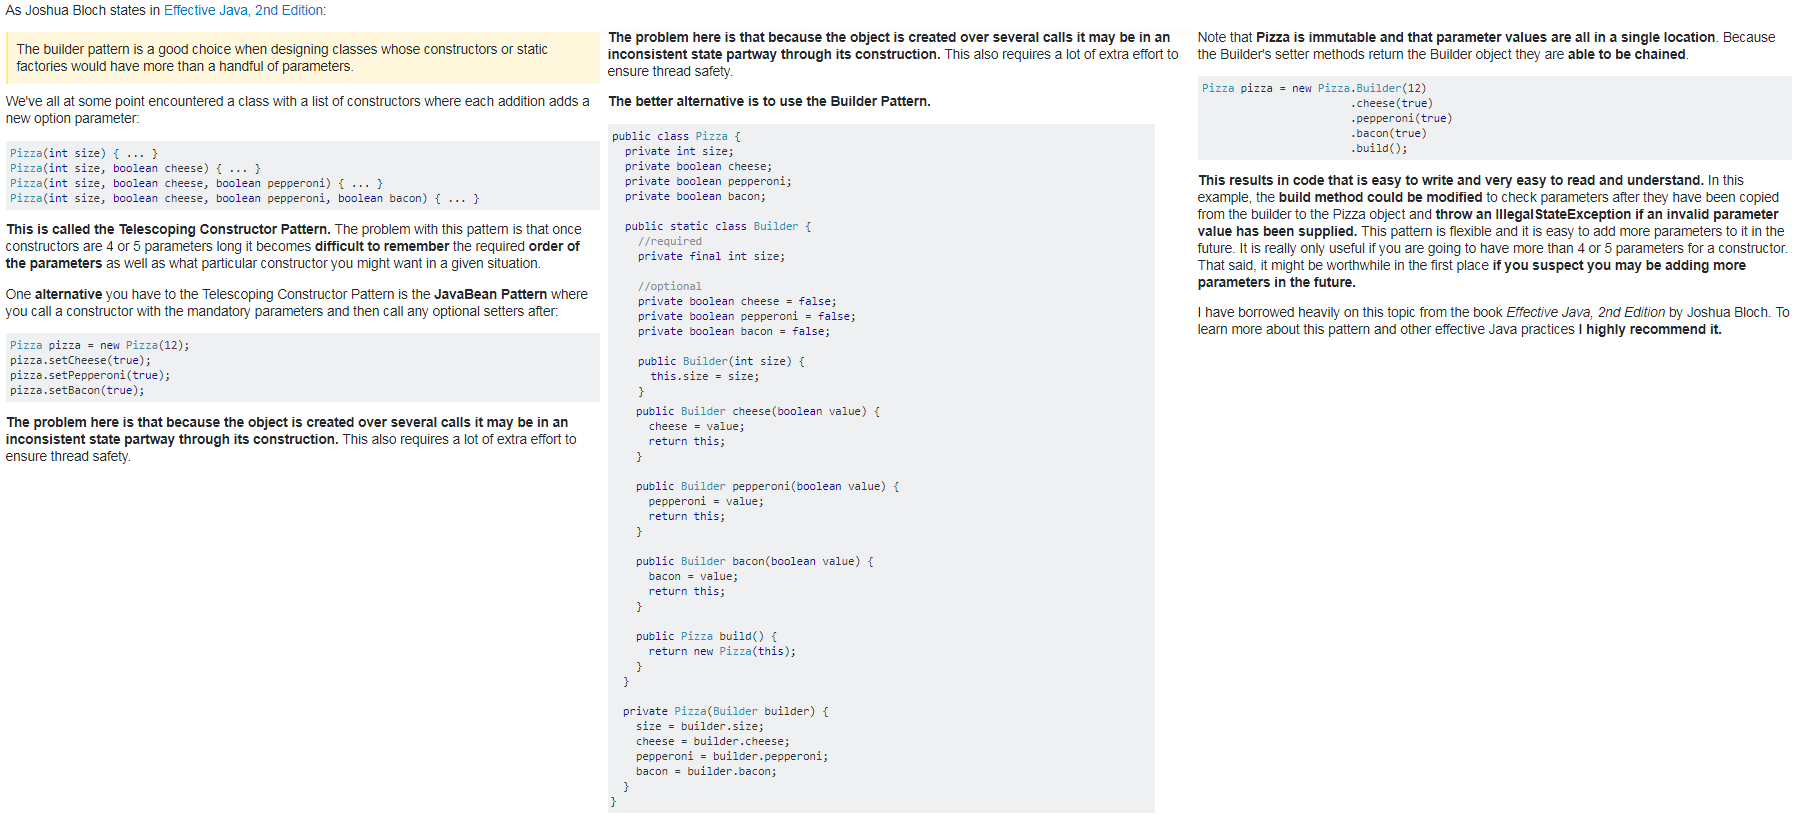 As Joshua Bloch states in Effective Java, 2nd Edition:
The builder pattern is a good choice when designing classes whose constructors or static
factories would have more than a handful of parameters.
We've all at some point encountered a class with a list of constructors where each addition adds a
new option parameter:
Pizza(int size) { ... }
Pizza(int size, boolean cheese) { ... }
Pizza(int size, boolean cheese, boolean pepperoni) { ... }
Pizza(int size, boolean cheese, boolean pepperoni, boolean bacon) { ... }
This is called the Telescoping Constructor Pattern. The problem with this pattern is that once
constructors are 4 or 5 parameters long it becomes difficult to remember the required order of
the parameters as well as what particular constructor you might want in a given situation.
One alternative you have to the Telescoping Constructor Pattern is the JavaBean Pattern where
you call a constructor with the mandatory parameters and then call any optional setters after:
Pizza pizza = new Pizza(12);
pizza.setCheese(true);
pizza.setPepperoni(true);
pizza.setBacon(true);
The problem here is that because the object is created over several calls it may be in an
inconsistent state partway through its construction. This also requires a lot of extra effort to
ensure thread safety.
The problem here is that because the object is created over several calls it may be in an
inconsistent state partway through its construction. This also requires a lot of extra effort to
ensure thread safety.
The better alternative is to use the Builder Pattern.
public class Pizza {
private int size;
private boolean cheese;
private boolean pepperoni;
private boolean bacon;
public static class Builder {
//required
private final int size;
//optional
private boolean cheese = false;
private boolean pepperoni = false;
private boolean bacon = false;
public Builder(int size) {
this.size = size;
}
public Builder cheese(boolean value) {
cheese = value;
return this;
}
public Builder pepperoni(boolean value) {
pepperoni = value;
return this;
}
public Builder bacon(boolean value) {
bacon = value;
return this;
}
public Pizza build() {
return new Pizza(this);
}
}
private Pizza(Builder builder) {
size = builder.size;
cheese = builder.cheese;
pepperoni = builder.pepperoni;
bacon = builder.bacon;
}
}
Note that Pizza is immutable and that parameter values are all in a single location. Because
the Builder's setter methods return the Builder object they are able to be chained.
Pizza pizza = new Pizza.Builder(12)
.cheese(true)
.pepperoni(true)
.bacon(true)
.build();
This results in code that is easy to write and very easy to read and understand. In this
example, the build method could be modified to check parameters after they have been copied
from the builder to the Pizza object and throw an IllegalStateException if an invalid parameter
value has been supplied. This pattern is flexible and it is easy to add more parameters to it in the
future. It is really only useful if you are going to have more than 4 or 5 parameters for a constructor.
That said, it might be worthwhile in the first place if you suspect you may be adding more
parameters in the future.
I have borrowed heavily on this topic from the book Effective Java, 2nd Edition by Joshua Bloch. To
learn more about this pattern and other effective Java practices I highly recommend it.